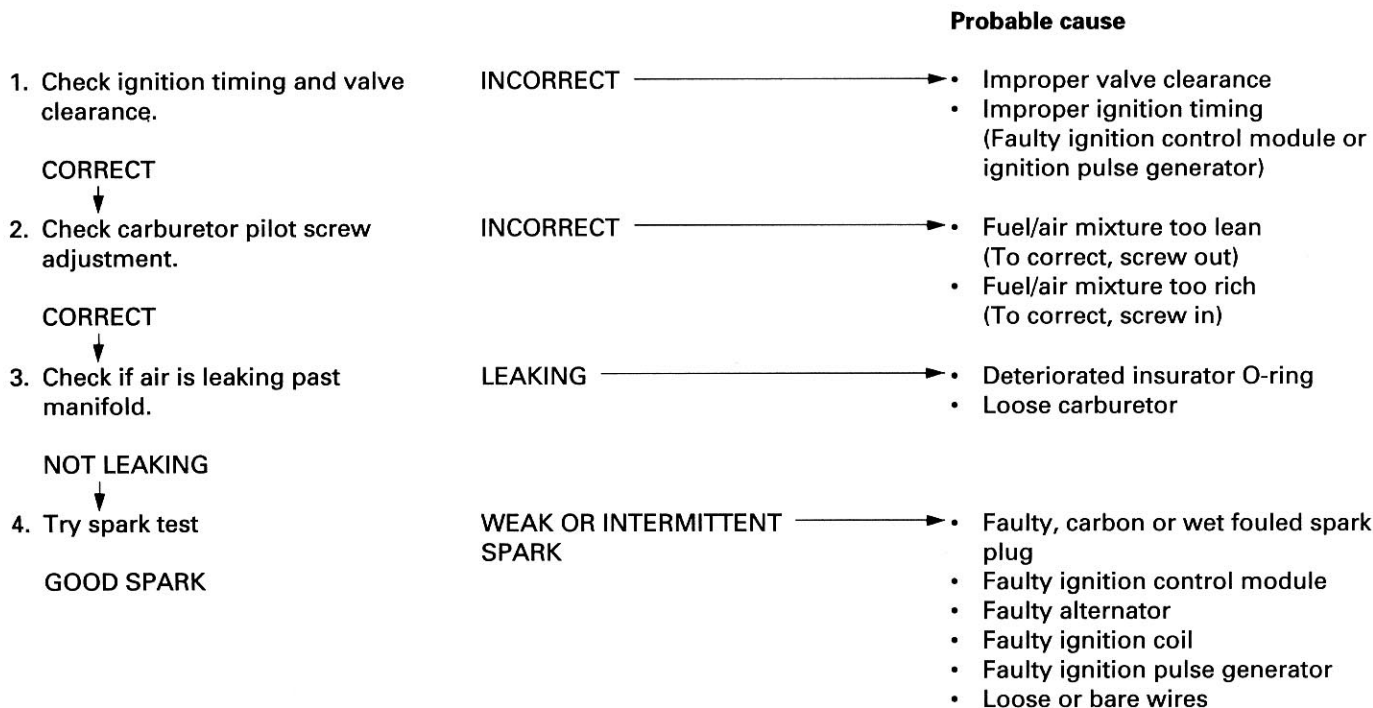 Probable cause
1. Check ignition timing and valve
clearance.
INCORRECT
• Improper valve clearance
• Improper ignition timing
(Faulty ignition control module or
ignition pulse generator)
CORRECT
2. Check carburetor pilot screw
adjustment.
INCORRECT
• Fuel/air mixture too lean
(To correct, screw out)
• Fuel/air mixture too rich
(To correct, screw in)
CORRECT
3. Check if air is leaking past
manifold.
LEAKING
• Deteriorated insurator O-ring
• Loose carburetor
NOT LEAKING
4. Try spark test
WEAK OR INTERMITTENT
SPARK
• Faulty, carbon or wet fouled spark
plug
• Faulty ignition control module
• Faulty alternator
• Faulty ignition coil
• Faulty ignition pulse generator
• Loose or bare wires
GOOD SPARK